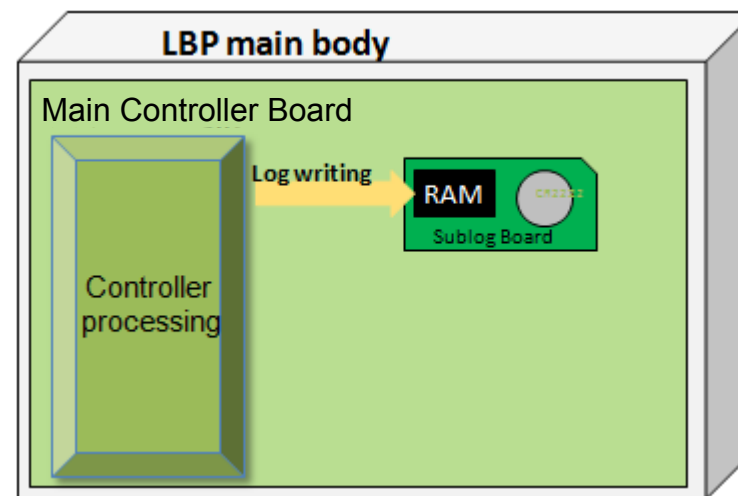 LBP main body
Main Controller Board
Log writing
RAM
Sublog Board
Controller
processing